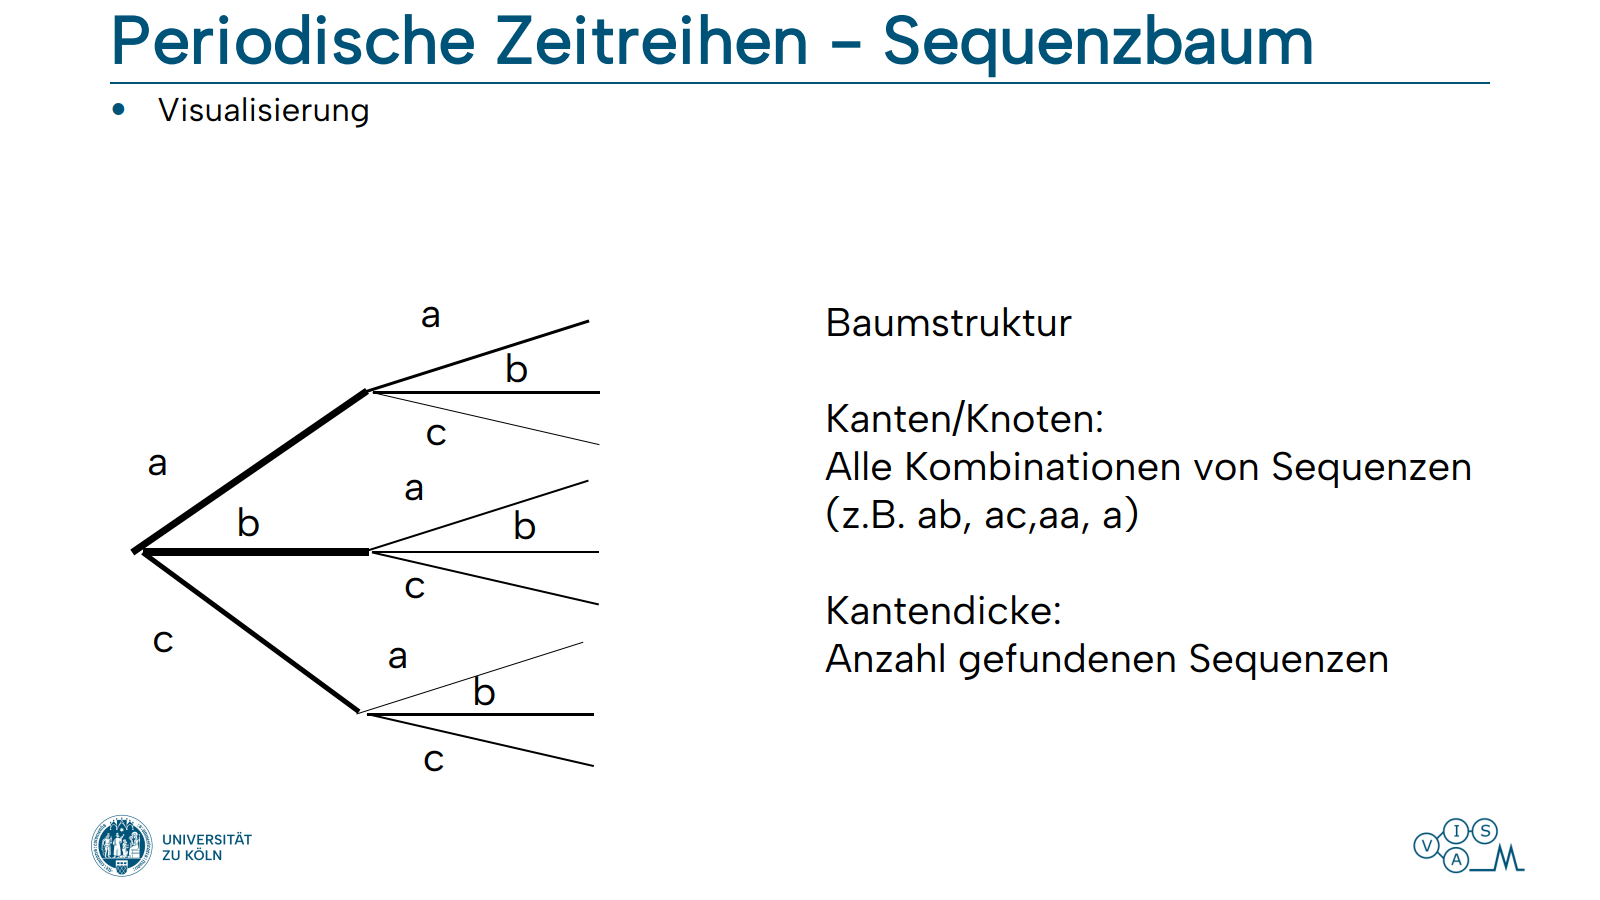 Periodische Zeitreihen – Sequenzbaum
• Visualisierung
a
b
c
a
a
b
b
c
c
a
b
c
Baumstruktur
Kanten/Knoten:
Alle Kombinationen von Sequenzen
(z.B. ab, ac,aa, a)
Kantendicke:
Anzahl gefundenen Sequenzen
UNIVERSITÄT
ZU KÖLN
V I S A